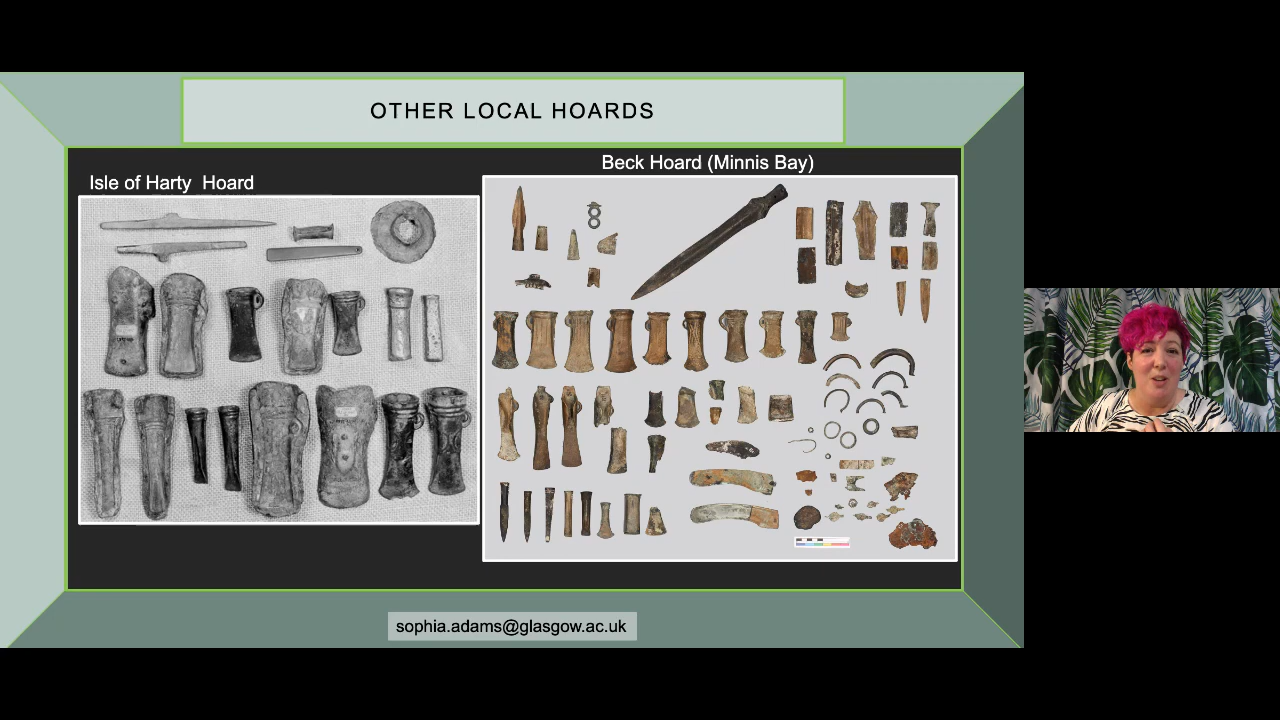 OTHER LOCAL HOARDS
Isle of Harty Hoard
Beck Hoard (Minnis Bay)
sophia.adams@glasgow.ac.uk